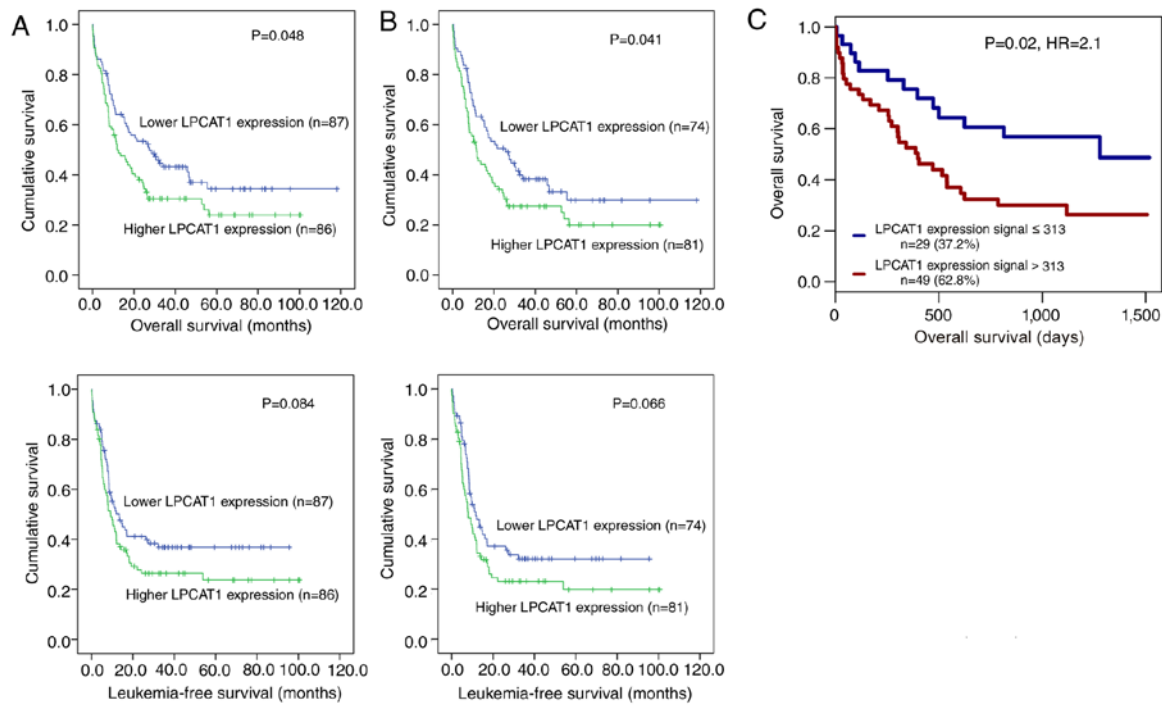 A
1.0
0.8
0.6
0.4
0.2
0.0
Cumulative survival
P=0.048
Lower LPCAT1 expression (n=87)
Higher LPCAT1 expression (n=86)
0.0 20.0 40.0 60.0 80.0 100.0 120.0
Overall survival (months)
B
1.0
0.8
0.6
0.4
0.2
0.0
Cumulative survival
P=0.041
Lower LPCAT1 expression (n=74)
Higher LPCAT1 expression (n=81)
0.0 20.0 40.0 60.0 80.0 100.0 120.0
Overall survival (months)
C
1.0
0.8
0.6
0.4
0.2
0.0
Overall survival
P=0.02, HR=2.1
LPCAT1 expression signal ≤ 313
n=29 (37.2%)
LPCAT1 expression signal > 313
n=49 (62.8%)
0 500 1,000 1,500
Overall survival (days)
1.0
0.8
0.6
0.4
0.2
0.0
Cumulative survival
P=0.084
Lower LPCAT1 expression (n=87)
Higher LPCAT1 expression (n=86)
0.0 20.0 40.0 60.0 80.0 100.0 120.0
Leukemia-free survival (months)
1.0
0.8
0.6
0.4
0.2
0.0
Cumulative survival
P=0.066
Lower LPCAT1 expression (n=74)
Higher LPCAT1 expression (n=81)
0.0 20.0 40.0 60.0 80.0 100.0 120.0
Leukemia-free survival (months)